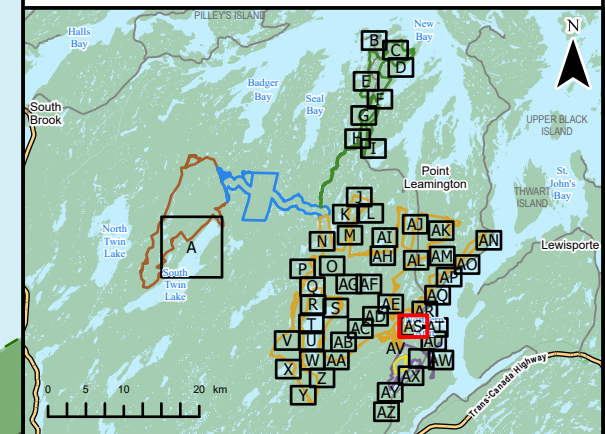 PILLEY'S ISLAND
Halls
Bay
New
Bay
N
B
C
D
Badger
Bay
Seal
Bay
E
F
G
H
I
South
Brook
UPPER BLACK
ISLAND
Point
Leamington
St.
John's
Bay
THWART
ISLAND
J
K
L
AJ
AK
North
Twin
Lake
A
N
M
AI
AN
Lewisporte
AH
AL
AM
AO
South
Twin
Lake
P
O
AP
Q
AG
AF
AQ
R
S
AE
AR
T
AD
AS
AT
AC
V
U
AB
AV
AU
W
AA
AW
X
Z
AX
Y
AY
AZ
0 5 10 20 km
Trans-Canada Highway